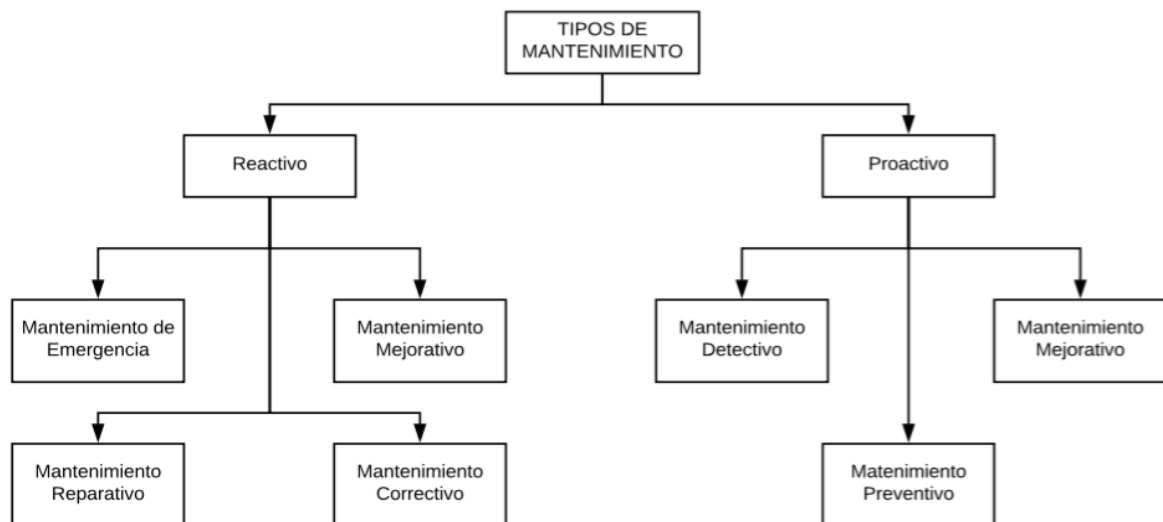 TIPOS DE
MANTENIMIENTO
Reactivo
Proactivo
Mantenimiento de
Emergencia
Mantenimiento
Mejorativo
Mantenimiento
Detectivo
Mantenimiento
Mejorativo
Mantenimiento
Reparativo
Mantenimiento
Correctivo
Matenimiento
Preventivo